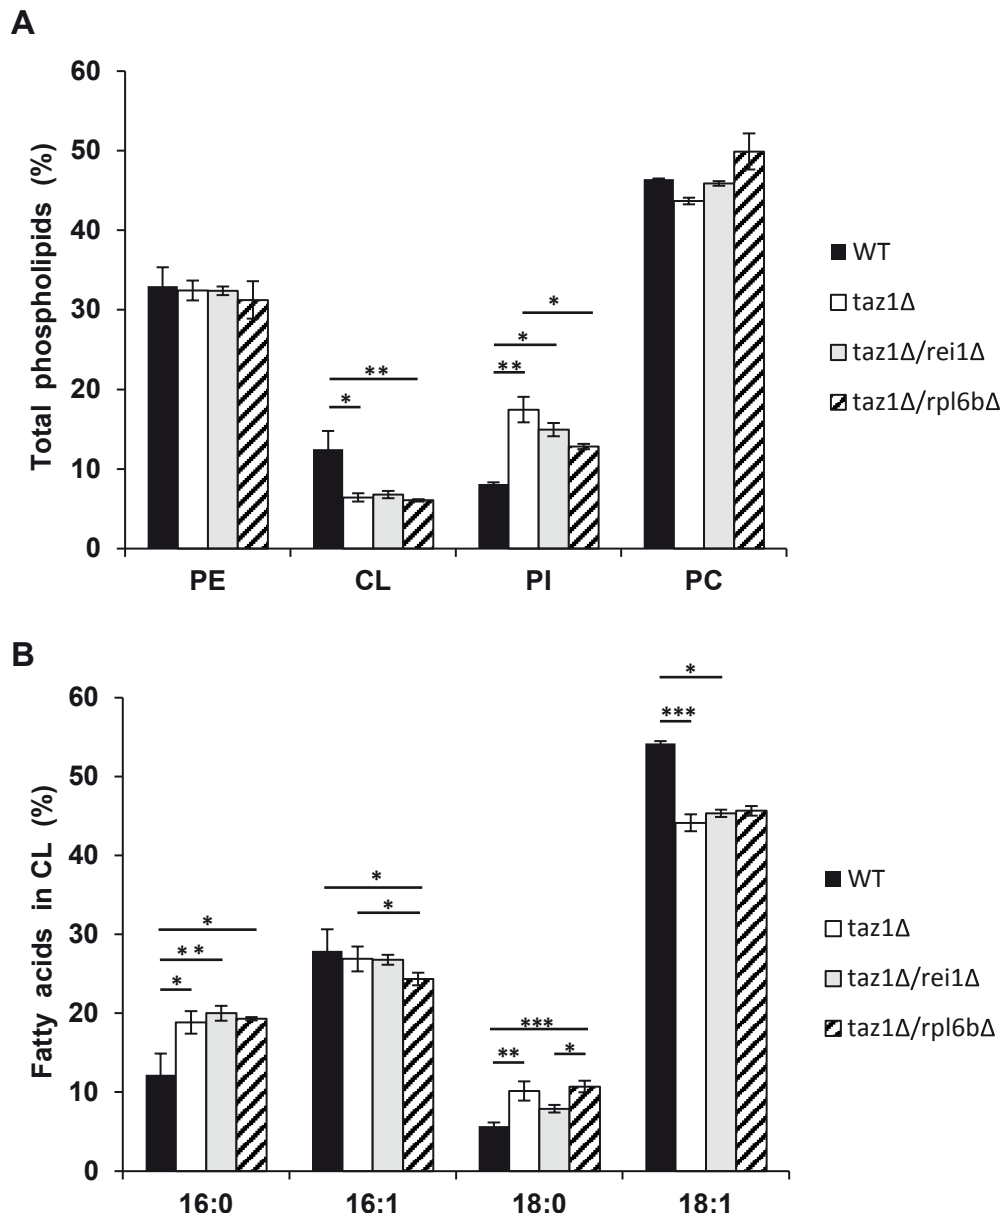 A
Total phospholipids (%)
60
50
40
30
20
10
0
**
*
**
*
*
PE CL PI PC
WT
taz1Δ
taz1Δ/rei1Δ
taz1Δ/rpl6bΔ
B
Fatty acids in CL (%)
60
50
40
30
20
10
0
*
**
*
*
*
***
**
*
*
***
16:0 16:1 18:0 18:1
WT
taz1Δ
taz1Δ/rei1Δ
taz1Δ/rpl6bΔ